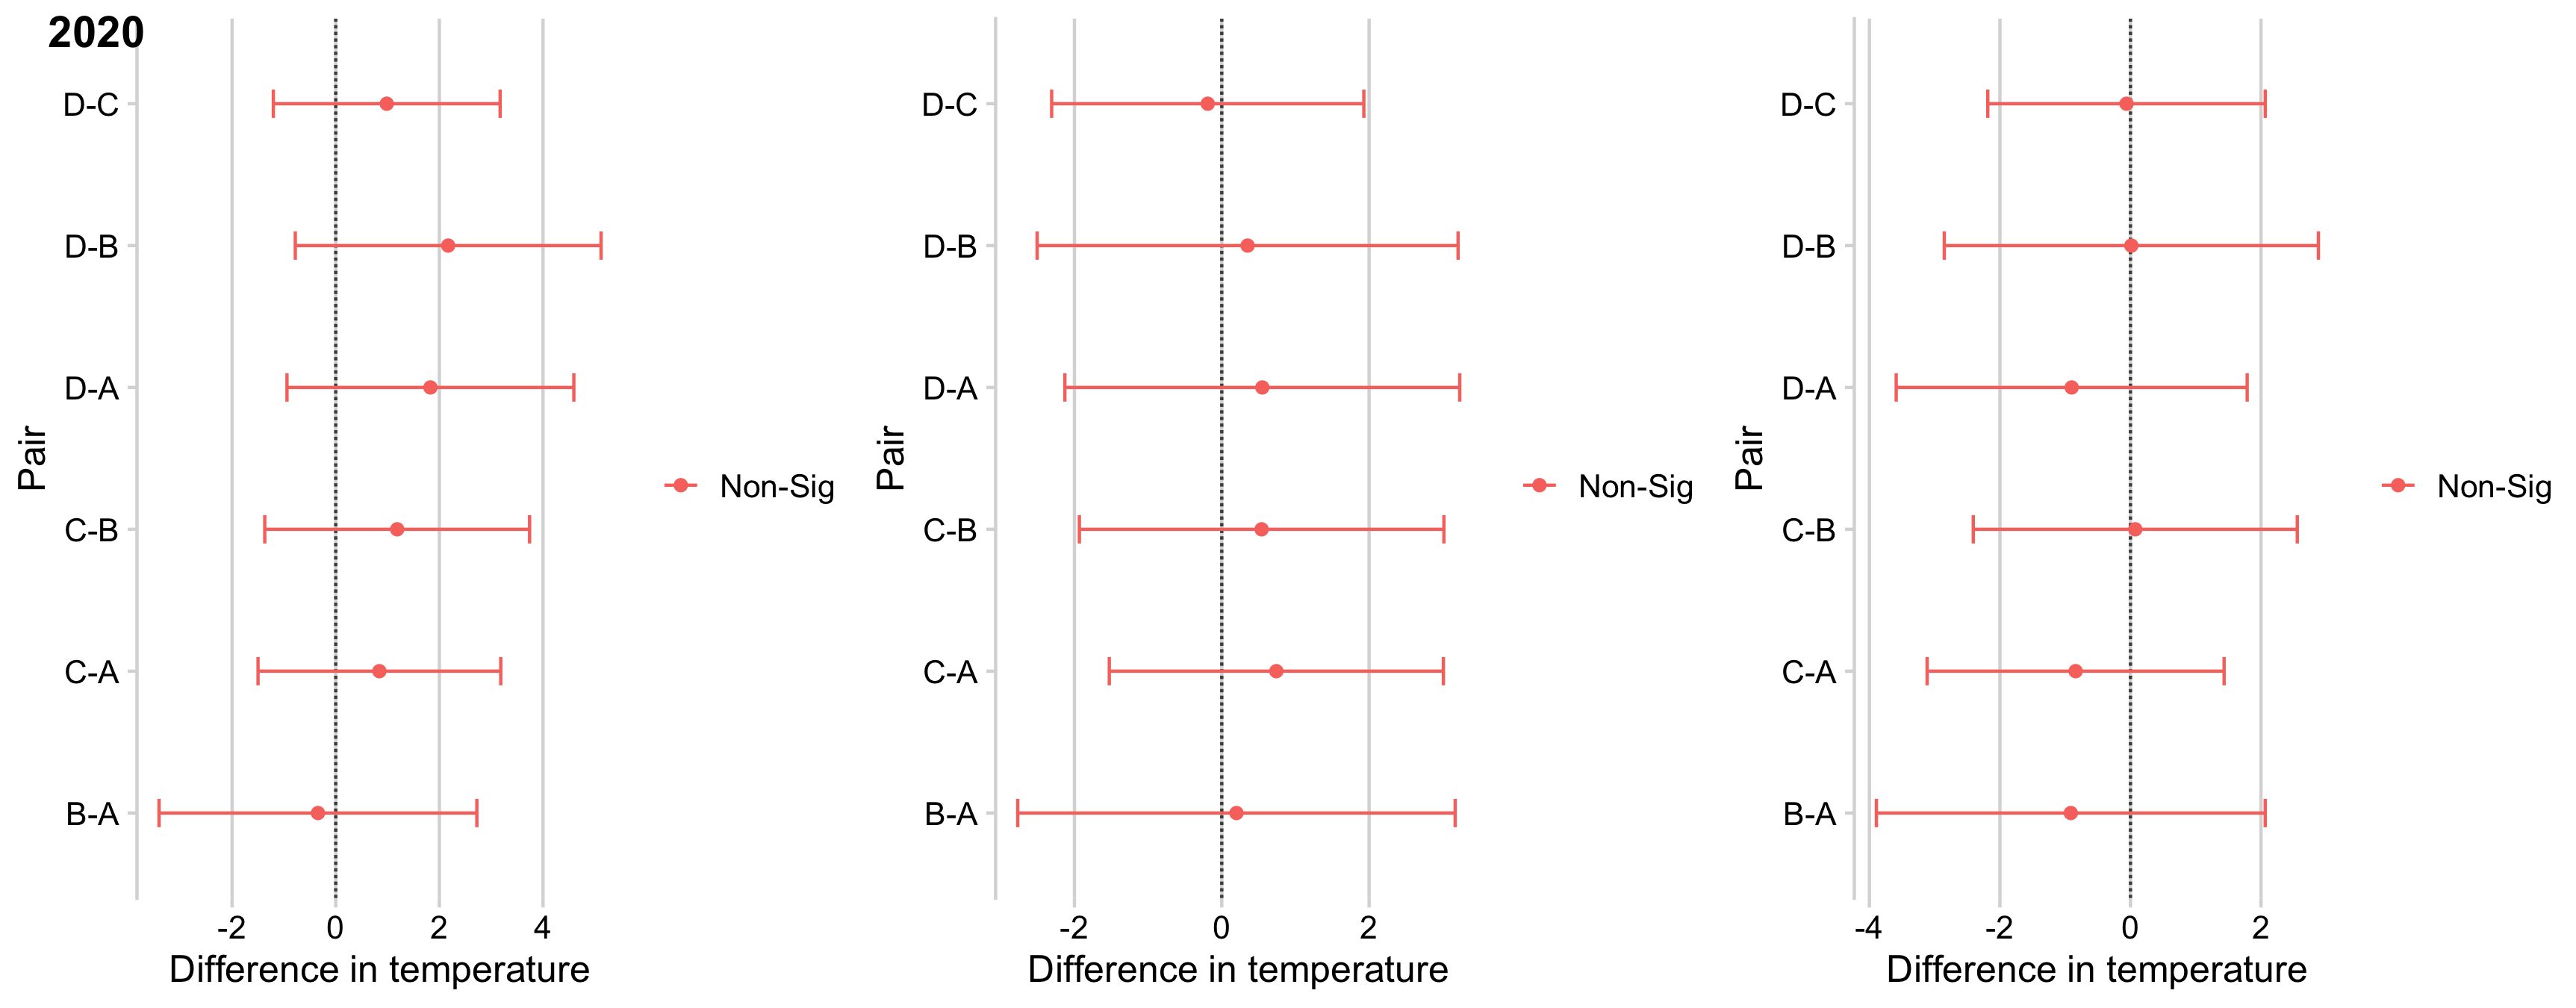 2020
D-C
D-B
D-A
C-B
C-A
B-A
Pair
-2 0 2 4
Difference in temperature
Non-Sig
D-C
D-B
D-A
C-B
C-A
B-A
Pair
-2 0 2
Difference in temperature
Non-Sig
D-C
D-B
D-A
C-B
C-A
B-A
Pair
-4 -2 0 2
Difference in temperature
Non-Sig